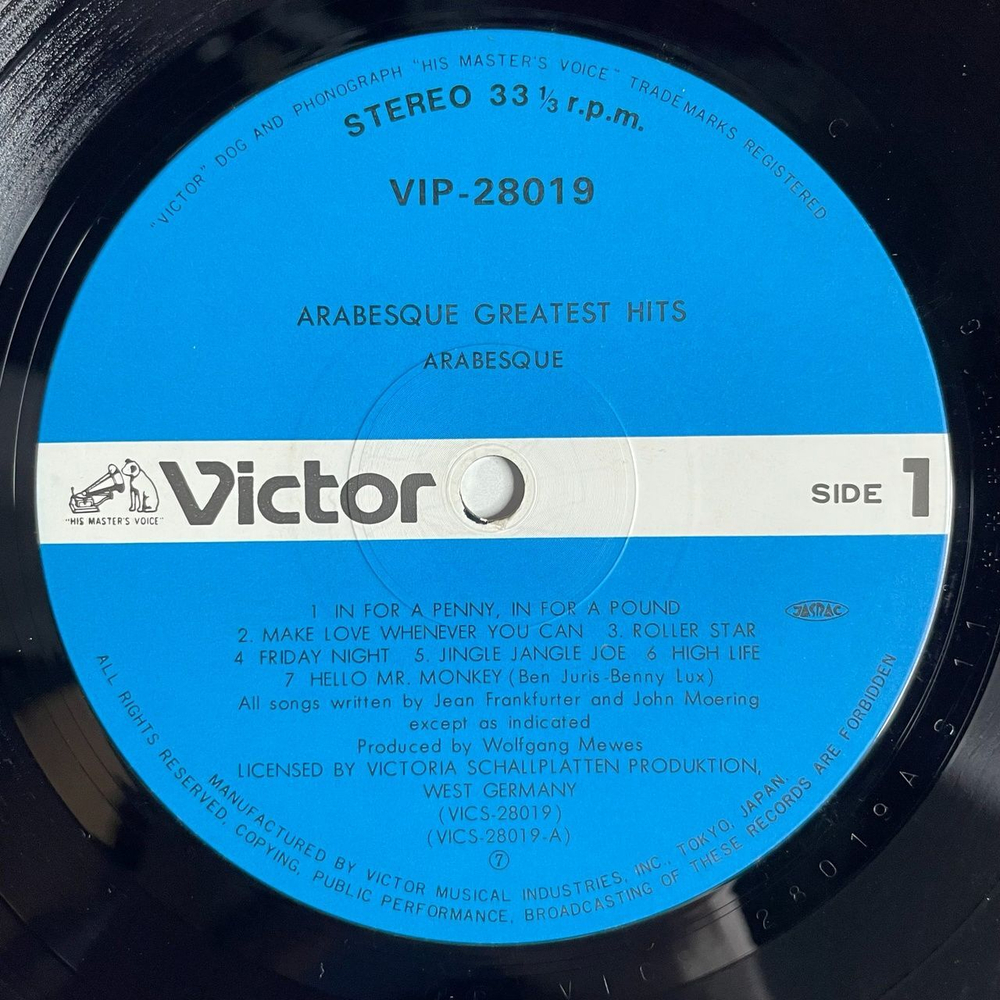 "VICTOR" DOG AND PHONOGRAPH "HIS MASTER'S VOICE" TRADE MARKS REGISTERED
STEREO 33 1/3 r.p.m.
VIP-28019
ARABESQUE GREATEST HITS
ARABESQUE
"HIS MASTER'S VOICE"
Victor
SIDE 1
1 IN FOR A PENNY, IN FOR A POUND
JASRAC
2. MAKE LOVE WHENEVER YOU CAN 3. ROLLER STAR
4 FRIDAY NIGHT 5. JINGLE JANGLE JOE 6 HIGH LIFE
7 HELLO MR. MONKEY (Ben Juris-Benny Lux)
All songs written by Jean Frankfurter and John Moering
except as indicated
Produced by Wolfgang Mewes
LICENSED BY VICTORIA SCHALLPLATTEN PRODUKTION,
WEST GERMANY
(VICS-28019)
(VICS-28019-A)
⑦
MANUFACTURED BY VICTOR MUSICAL INDUSTRIES, INC., TOKYO, JAPAN.
ALL RIGHTS RESERVED, COPYING, PUBLIC PERFORMANCE, BROADCASTING OF THESE RECORDS ARE FORBIDDEN